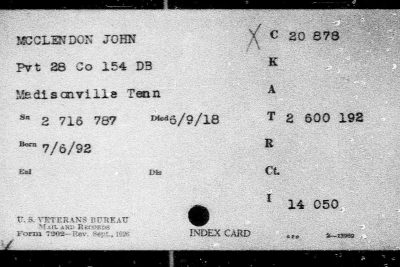 MCCLENDON JOHN
X C 20 878
Pvt 28 Co 154 DB
K
Madisonville Tenn
A
Sn 2 716 787 Died 6/9/18
T 2 600 192
Born 7/6/92
R
Enl Dis
Ct.
I 14 050
U. S. VETERANS BUREAU
MAIL AND RECORDS
Form 7202—Rev. Sept., 1926
INDEX CARD